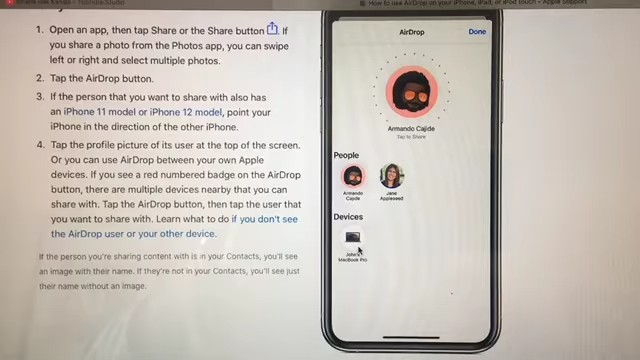 How to use AirDrop on your iPhone, iPad, or iPod touch - Apple Support
1. Open an app, then tap Share or the Share button . If
you share a photo from the Photos app, you can swipe
left or right and select multiple photos.
2. Tap the AirDrop button.
3. If the person that you want to share with also has
an iPhone 11 model or iPhone 12 model, point your
iPhone in the direction of the other iPhone.
4. Tap the profile picture of its user at the top of the screen.
Or you can use AirDrop between your own Apple
devices. If you see a red numbered badge on the AirDrop
button, there are multiple devices nearby that you can
share with. Tap the AirDrop button, then tap the user that
you want to share with. Learn what do if you don't see
the AirDrop user or your other device.
If the person you're sharing content with is in your Contacts, you'll see
an image with their name. If they're not in your Contacts, you'll see just
their name without an image.
AirDrop
Done
Armando Cajide
Tap to Share
People
Armando
Cajide
Jane
Appleseed
Devices
John's
MacBook Pro